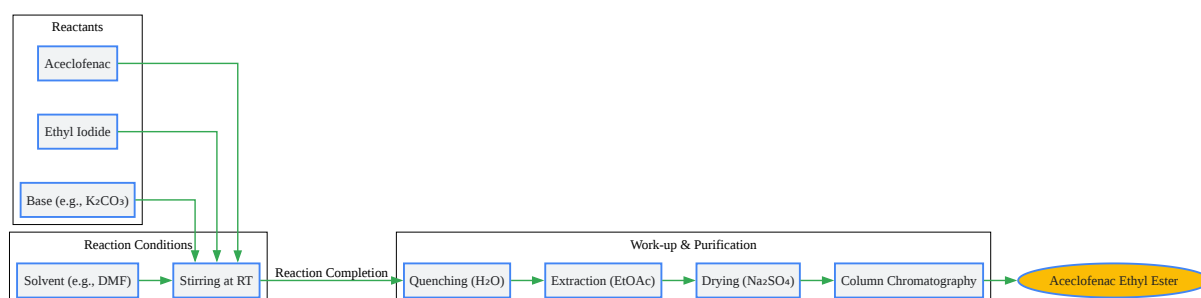 Reactants
Aceclofenac
Ethyl Iodide
Base (e.g., K₂CO₃)
Reaction Conditions
Solvent (e.g., DMF)
Stirring at RT
Reaction Completion
Work-up & Purification
Quenching (H₂O)
Extraction (EtOAc)
Drying (Na₂SO₄)
Column Chromatography
Aceclofenac Ethyl Ester